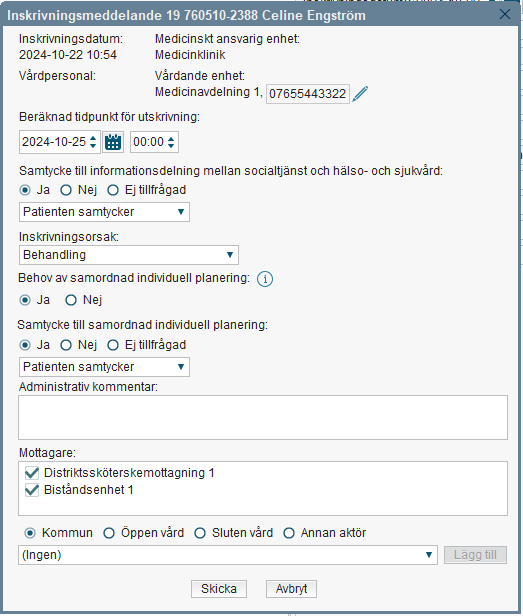 Inskrivningsmeddelande 19 760510-2388 Celine Engström
Inskrivningsdatum: Medicinskt ansvarig enhet:
2024-10-22 10:54 Medicinklinik
Vårdpersonal: Vårdande enhet:
Medicinavdelning 1, 07655443322
Beräknad tidpunkt för utskrivning:
2024-10-25 00:00
Samtycke till informationsdelning mellan socialtjänst och hälso- och sjukvård:
Ja Nej Ej tillfrågad
Patienten samtycker
Inskrivningsorsak:
Behandling
Behov av samordnad individuell planering:
Ja Nej
Samtycke till samordnad individuell planering:
Ja Nej Ej tillfrågad
Patienten samtycker
Administrativ kommentar:
Mottagare:
Distriktssköterskemottagning 1
Biståndsenhet 1
Kommun Öppen vård Sluten vård Annan aktör
(Ingen) Lägg till
Skicka Avbryt